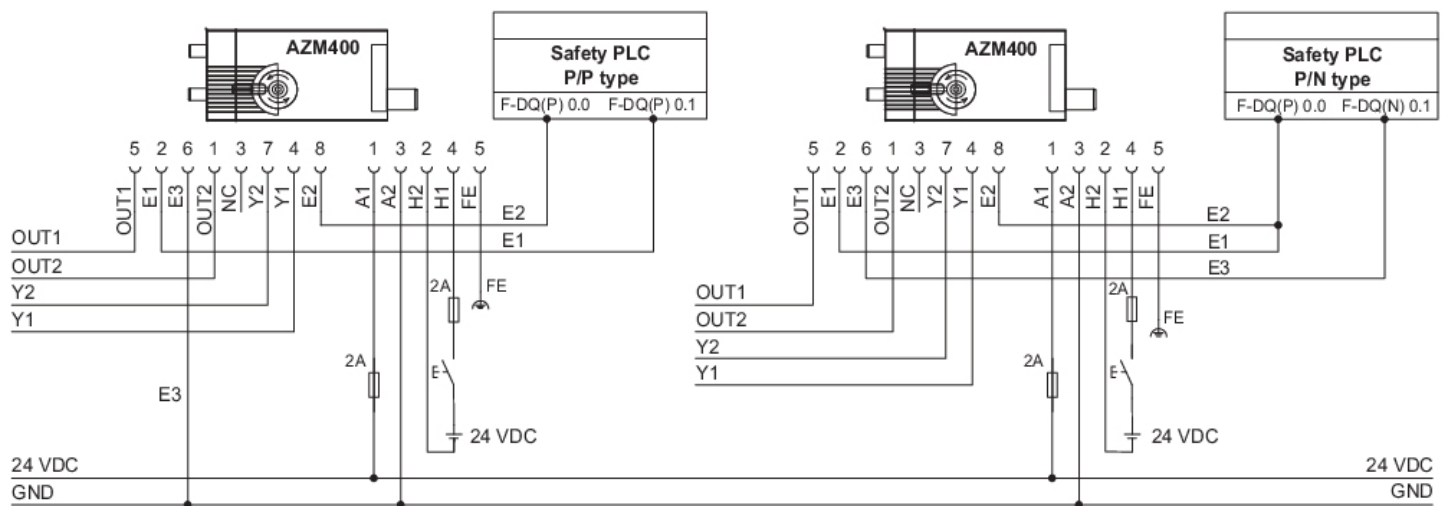 AZM400
Safety PLC
P/P type
F-DQ(P) 0.0 F-DQ(P) 0.1
5 2 6 1 3 7 4 8 1 3 2 4 5
OUT1 E1 E3 OUT2 NC Y2 Y1 E2 A1 A2 H2 H1 FE
E2
E1
OUT1
OUT2
Y2
Y1
2A FE
2A
E3
24 VDC
AZM400
Safety PLC
P/N type
F-DQ(P) 0.0 F-DQ(N) 0.1
5 2 6 1 3 7 4 8 1 3 2 4 5
OUT1 E1 E3 OUT2 NC Y2 Y1 E2 A1 A2 H2 H1 FE
E2
E1
E3
OUT1
OUT2
Y2
Y1
2A FE
2A
24 VDC
24 VDC 24 VDC
GND GND